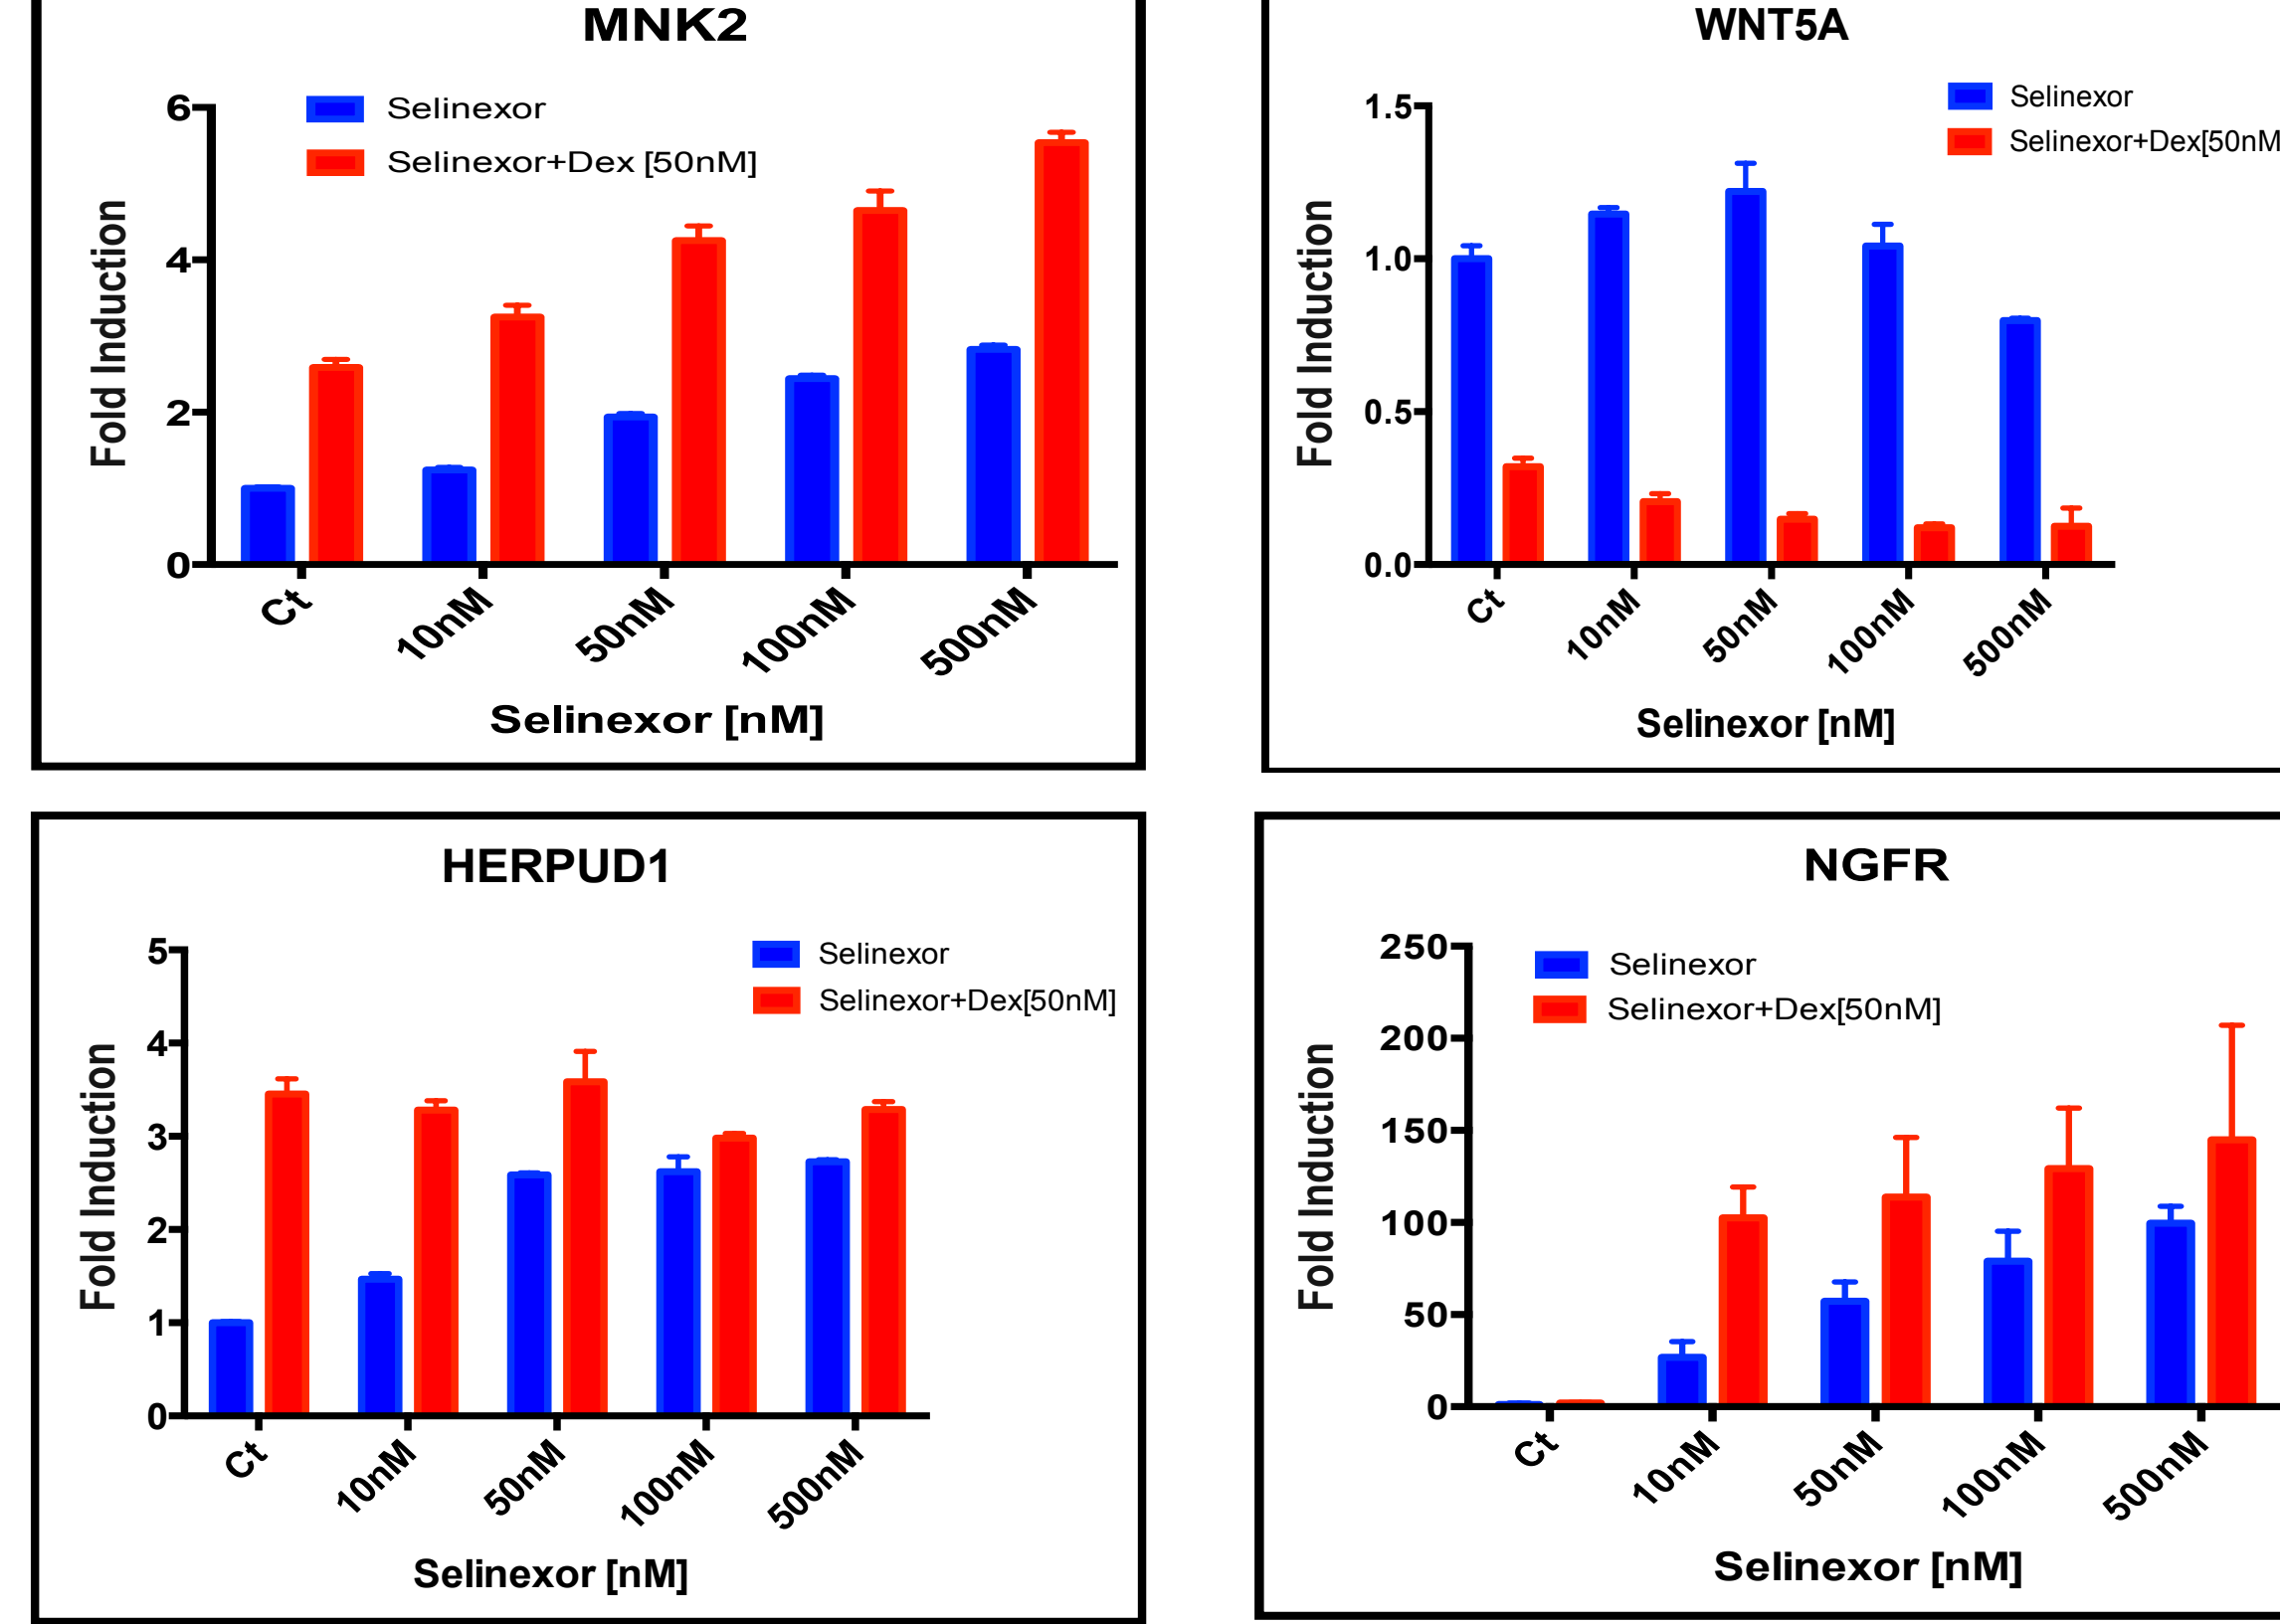 MNK2
Selinexor
Selinexor+Dex [50nM]
Fold Induction
6
4
2
0
Ct
10nM
50nM
100nM
500nM
Selinexor [nM]
WNT5A
Selinexor
Selinexor+Dex[50nM
Fold Induction
1.5
1.0
0.5
0.0
Ct
10nM
50nM
100nM
500nM
Selinexor [nM]
HERPUD1
Selinexor
Selinexor+Dex[50nM]
Fold Induction
5
4
3
2
1
0
Ct
10nM
50nM
100nM
500nM
Selinexor [nM]
NGFR
Selinexor
Selinexor+Dex[50nM]
Fold Induction
250
200
150
100
50
0
Ct
10nM
50nM
100nM
500nM
Selinexor [nM]